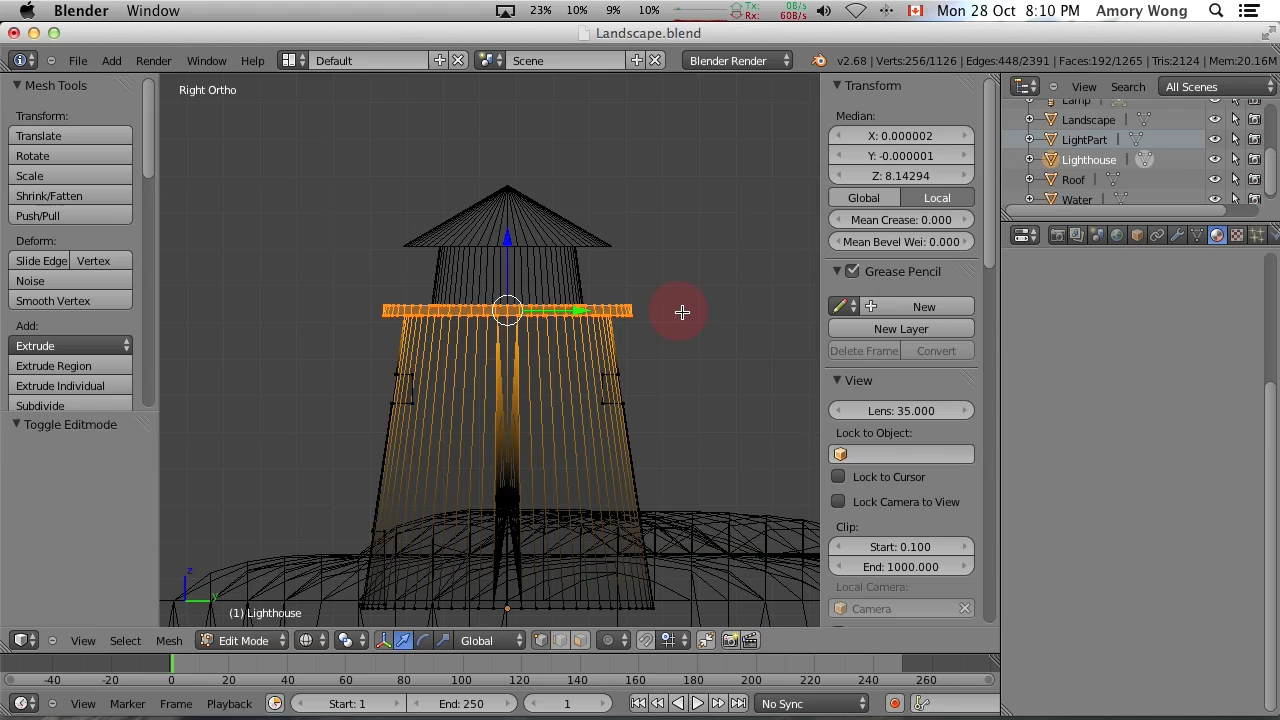 Blender Window 23% 10% 9% 10% Tx: 0B/s Rx: 60B/s Mon 28 Oct 8:10 PM Amory Wong
Landscape.blend
File Add Render Window Help Default Scene Blender Render v2.68 | Verts:256/1126 | Edges:448/2391 | Faces:192/1265 | Tris:2124 | Mem:20.16M
Mesh Tools
Transform:
Translate
Rotate
Scale
Shrink/Fatten
Push/Pull
Deform:
Slide Edge Vertex
Noise
Smooth Vertex
Add:
Extrude
Extrude Region
Extrude Individual
Subdivide
Toggle Editmode
Right Ortho
z
y
(1) Lighthouse
Transform
Median:
X: 0.000002
Y: -0.000001
Z: 8.14294
Global Local
Mean Crease: 0.000
Mean Bevel Wei: 0.000
Grease Pencil
New
New Layer
Delete Frame Convert
View
Lens: 35.000
Lock to Object:
Lock to Cursor
Lock Camera to View
Clip:
Start: 0.100
End: 1000.000
Local Camera:
Camera
View Search All Scenes
Lamp
Landscape
LightPart
Lighthouse
Roof
Water
View Select Mesh Edit Mode Global
-40 -20 0 20 40 60 80 100 120 140 160 180 200 220 240 260
View Marker Frame Playback Start: 1 End: 250 1 No Sync